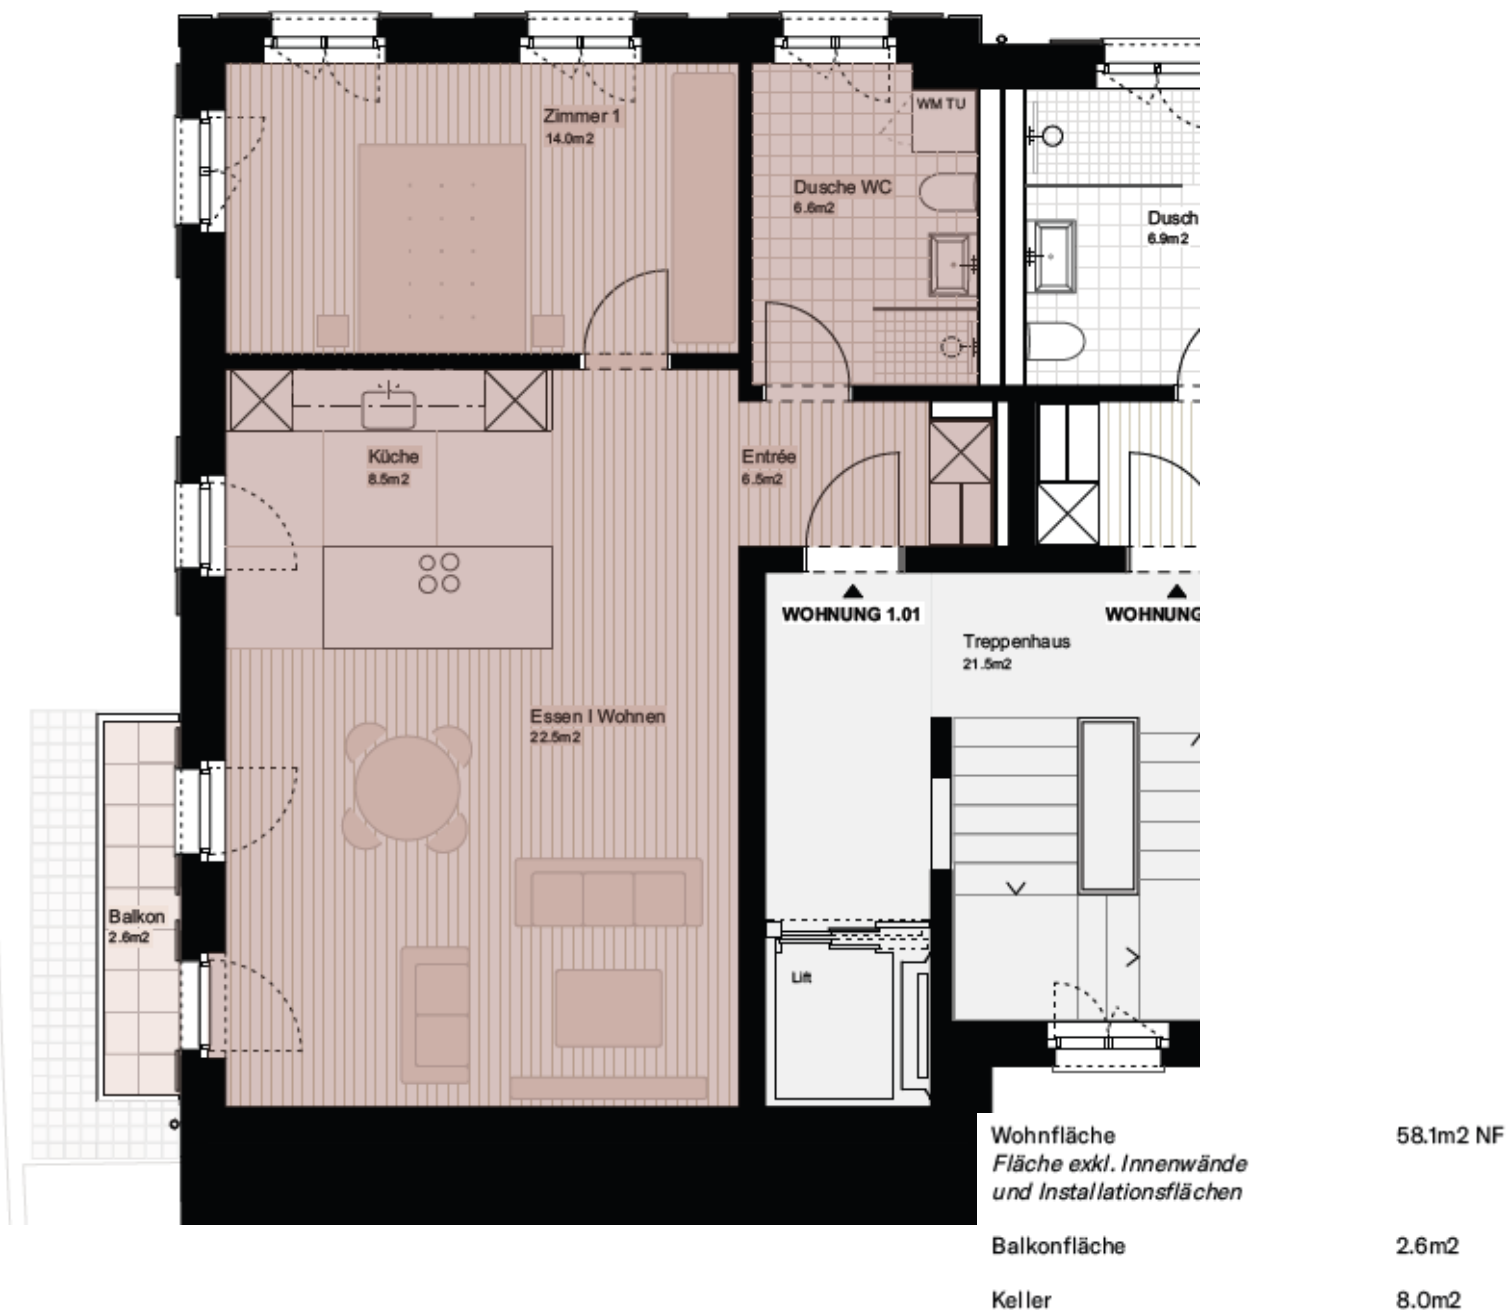 Zimmer 1
14.0m2
WM TU
Dusche WC
6.6m2
Dusch
6.9m2
Küche
8.5m2
Entrée
6.5m2
WOHNUNG 1.01
WOHNUNG
Treppenhaus
21.5m2
Essen I Wohnen
22.5m2
Balkon
2.6m2
Lift
Wohnfläche 58.1m2 NF
Fläche exkl. Innenwände
und Installationsflächen
Balkonfläche 2.6m2
Keller 8.0m2